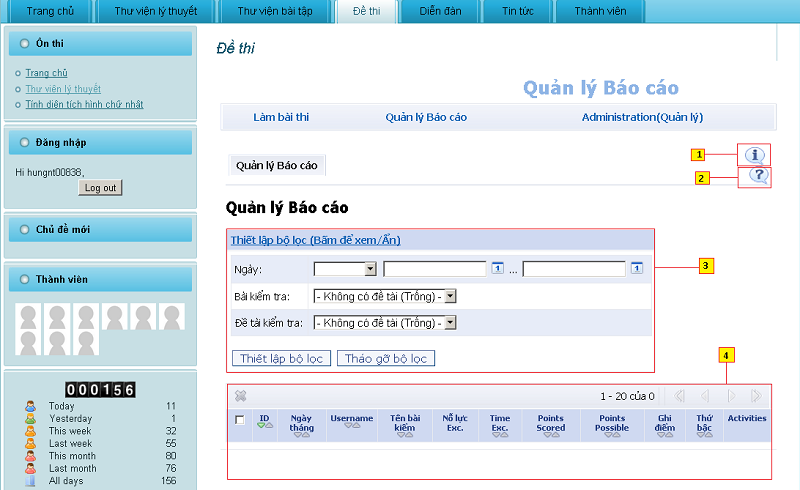 Trang chủ Thư viện lý thuyết Thư viện bài tập Đề thi Diễn đàn Tin tức Thành viên
Ôn thi
Trang chủ
Thư viện lý thuyết
Tính diện tích hình chữ nhật
Đăng nhập
Hi hungnt00838,
Log out
Chủ đề mới
Thành viên
000156
Today 11
Yesterday 1
This week 32
Last week 55
This month 80
Last month 76
All days 156
Đề thi
Quản lý Báo cáo
Làm bài thi Quản lý Báo cáo Administration(Quản lý)
1
Quản lý Báo cáo
2
Quản lý Báo cáo
Thiết lập bộ lọc (Bấm để xem/Ẩn)
3
Ngày: 1 ... 1
Bài kiểm tra: - Không có đề tài (Trống) -
Đề tài kiểm tra: - Không có đề tài (Trống) -
Thiết lập bộ lọc Tháo gỡ bộ lọc
4
1 - 20 của 0
ID Ngày tháng Username Tên bài kiểm Nỗ lực Exc. Time Exc. Points Scored Points Possible Ghi điểm Thứ bậc Activities